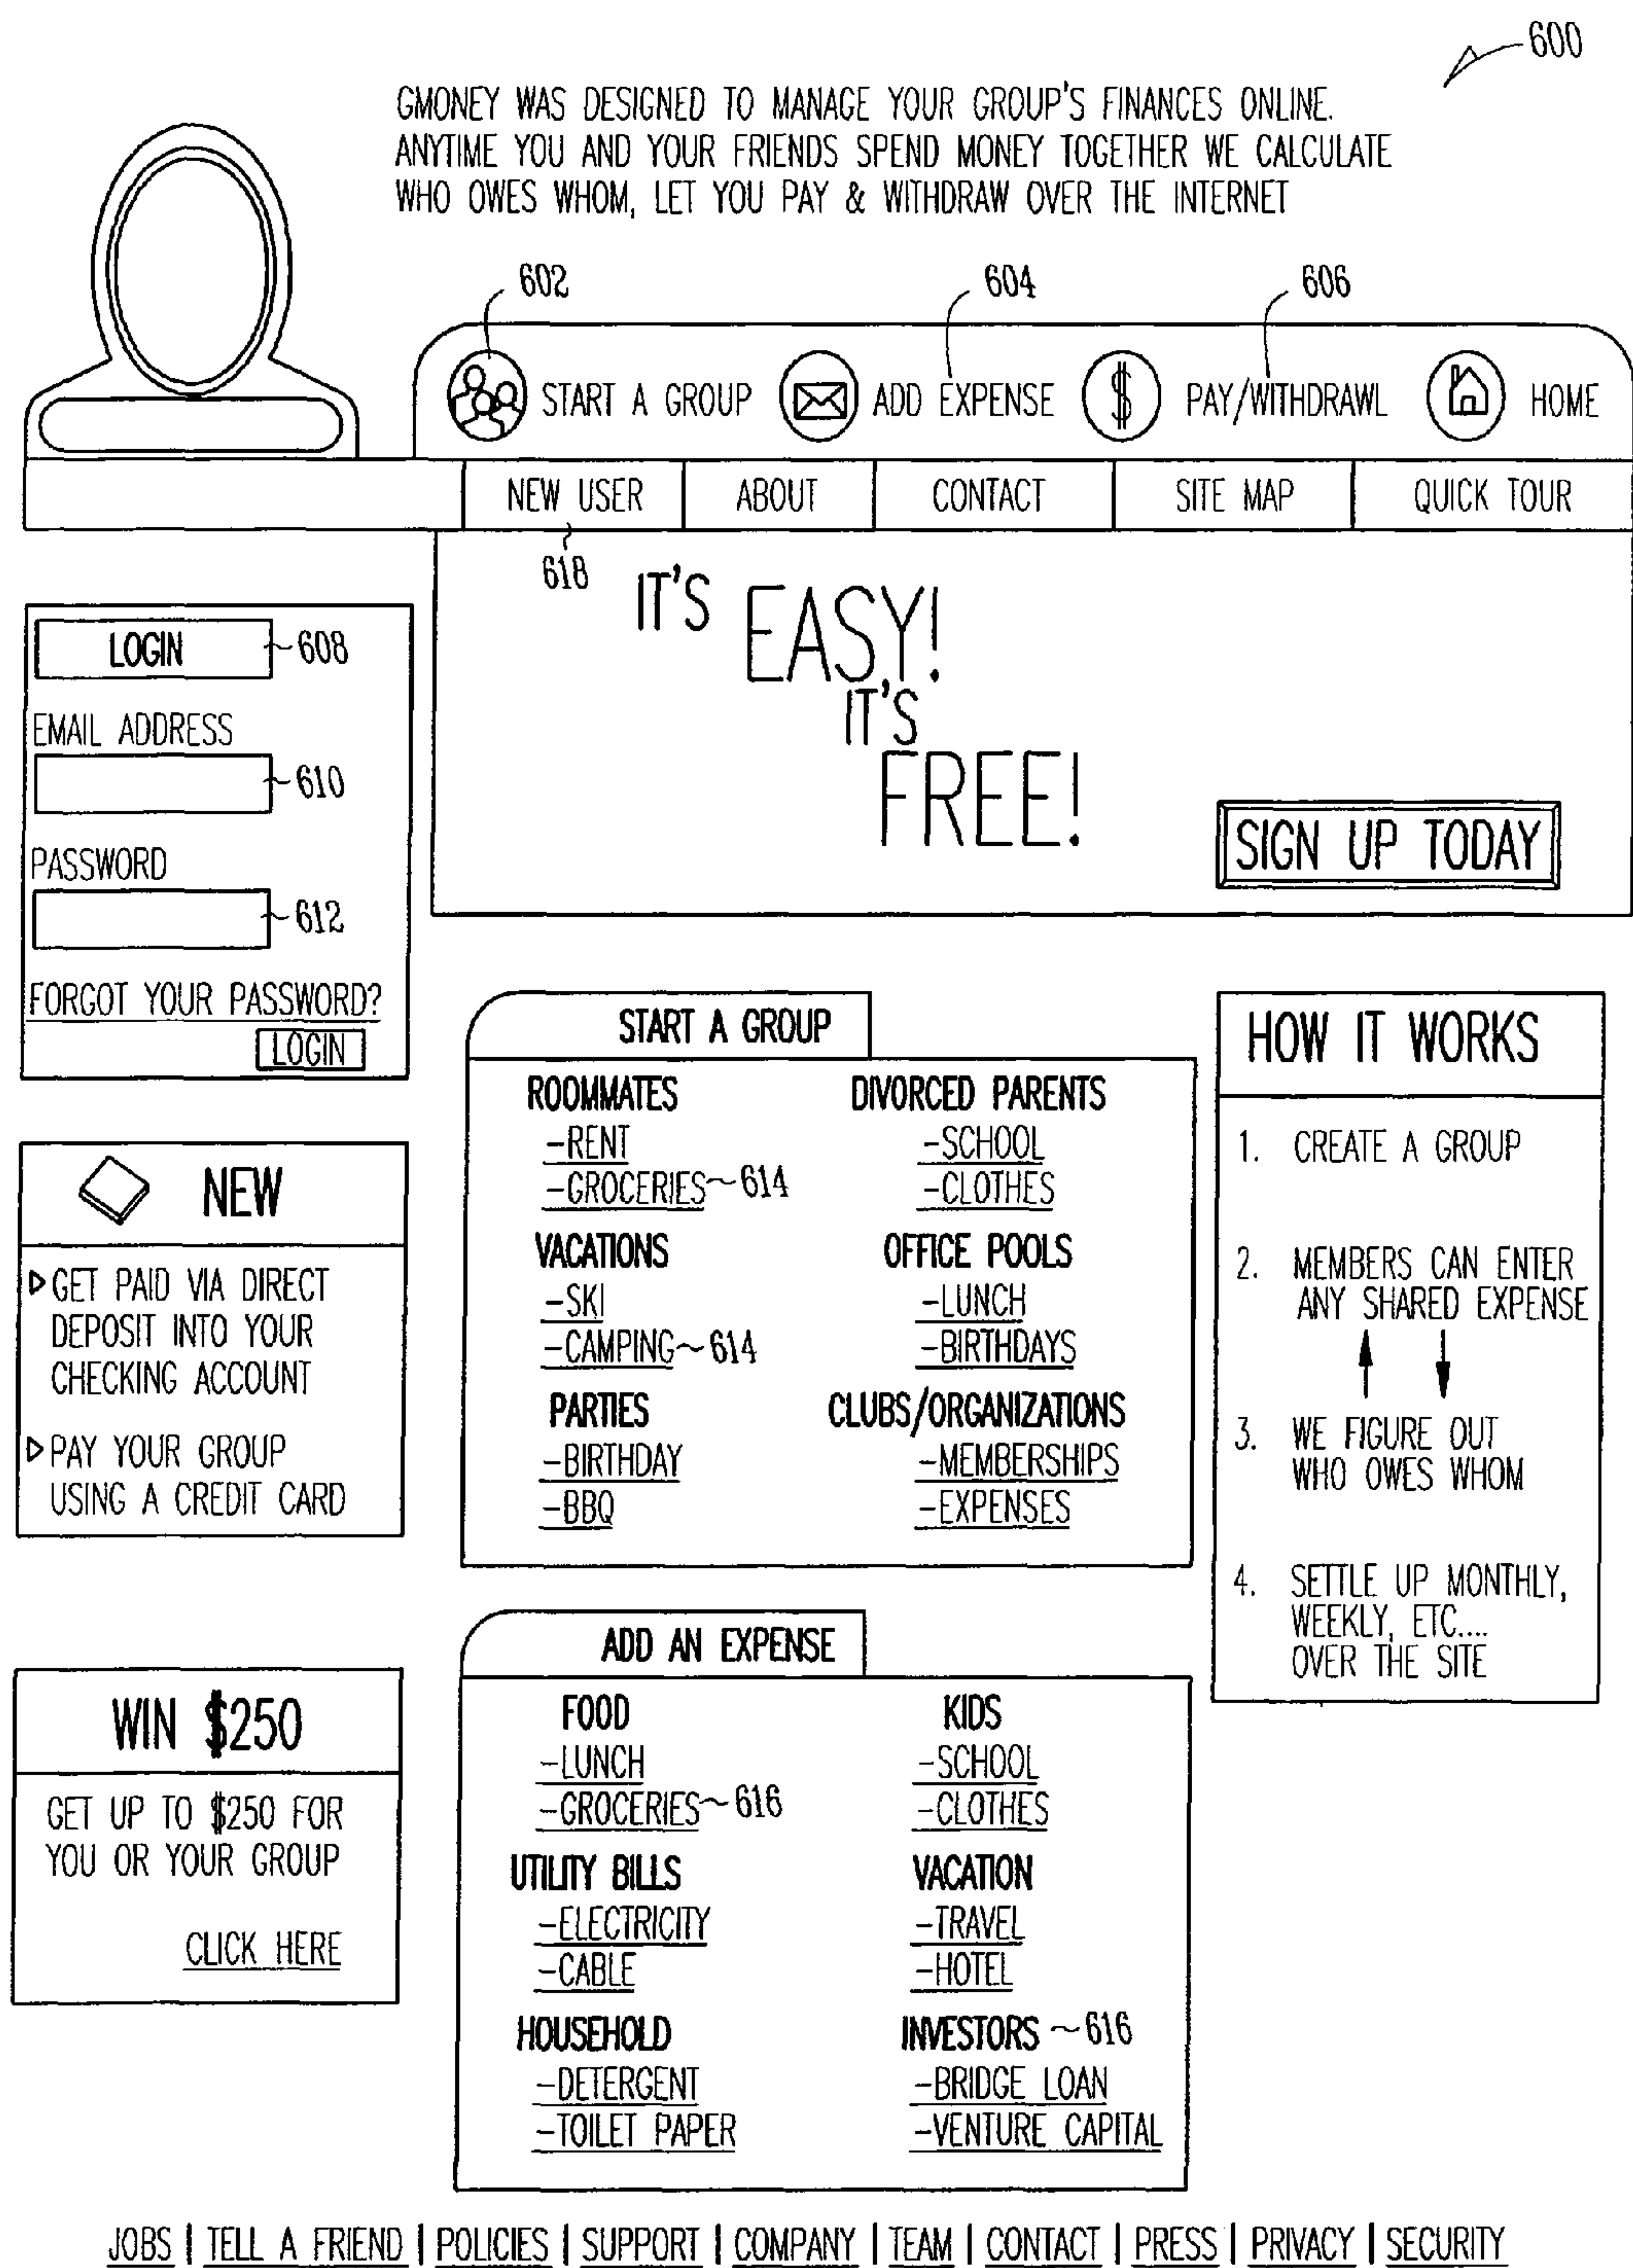 600
GMONEY WAS DESIGNED TO MANAGE YOUR GROUP'S FINANCES ONLINE.
ANYTIME YOU AND YOUR FRIENDS SPEND MONEY TOGETHER WE CALCULATE
WHO OWES WHOM, LET YOU PAY & WITHDRAW OVER THE INTERNET
602 604 606
START A GROUP ADD EXPENSE $ PAY/WITHDRAWL HOME
NEW USER ABOUT CONTACT SITE MAP QUICK TOUR
618
IT'S EASY!
IT'S
FREE!
SIGN UP TODAY
LOGIN 608
EMAIL ADDRESS
610
PASSWORD
612
FORGOT YOUR PASSWORD?
LOGIN
NEW
GET PAID VIA DIRECT
DEPOSIT INTO YOUR
CHECKING ACCOUNT
PAY YOUR GROUP
USING A CREDIT CARD
WIN $250
GET UP TO $250 FOR
YOU OR YOUR GROUP
CLICK HERE
START A GROUP
ROOMMATES
-RENT
-GROCERIES~614
VACATIONS
-SKI
-CAMPING~614
PARTIES
-BIRTHDAY
-BBQ
DIVORCED PARENTS
-SCHOOL
-CLOTHES
OFFICE POOLS
-LUNCH
-BIRTHDAYS
CLUBS/ORGANIZATIONS
-MEMBERSHIPS
-EXPENSES
ADD AN EXPENSE
FOOD
-LUNCH
-GROCERIES~616
UTILITY BILLS
-ELECTRICITY
-CABLE
HOUSEHOLD
-DETERGENT
-TOILET PAPER
KIDS
-SCHOOL
-CLOTHES
VACATION
-TRAVEL
-HOTEL
INVESTORS ~616
-BRIDGE LOAN
-VENTURE CAPITAL
HOW IT WORKS
1. CREATE A GROUP
2. MEMBERS CAN ENTER
ANY SHARED EXPENSE
3. WE FIGURE OUT
WHO OWES WHOM
4. SETTLE UP MONTHLY,
WEEKLY, ETC....
OVER THE SITE
JOBS | TELL A FRIEND | POLICIES | SUPPORT | COMPANY | TEAM | CONTACT | PRESS | PRIVACY | SECURITY